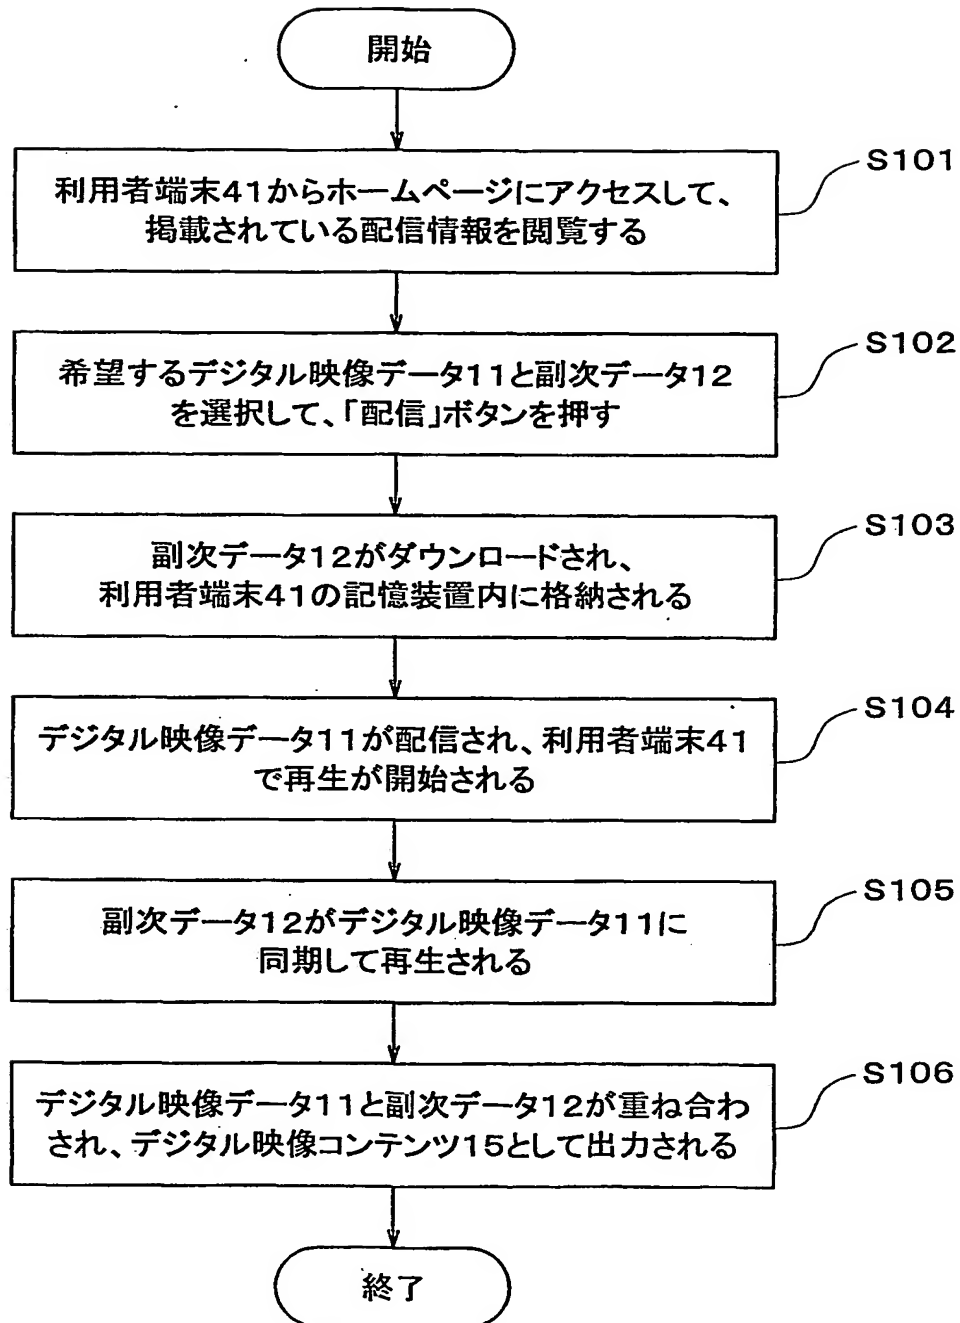 開始
S101
利用者端末41からホームページにアクセスして、
掲載されている配信情報を閲覧する
S102
希望するデジタル映像データ11と副次データ12
を選択して、「配信」ボタンを押す
S103
副次データ12がダウンロードされ、
利用者端末41の記憶装置内に格納される
S104
デジタル映像データ11が配信され、利用者端末41
で再生が開始される
S105
副次データ12がデジタル映像データ11に
同期して再生される
S106
デジタル映像データ11と副次データ12が重ね合わ
され、デジタル映像コンテンツ15として出力される
終了